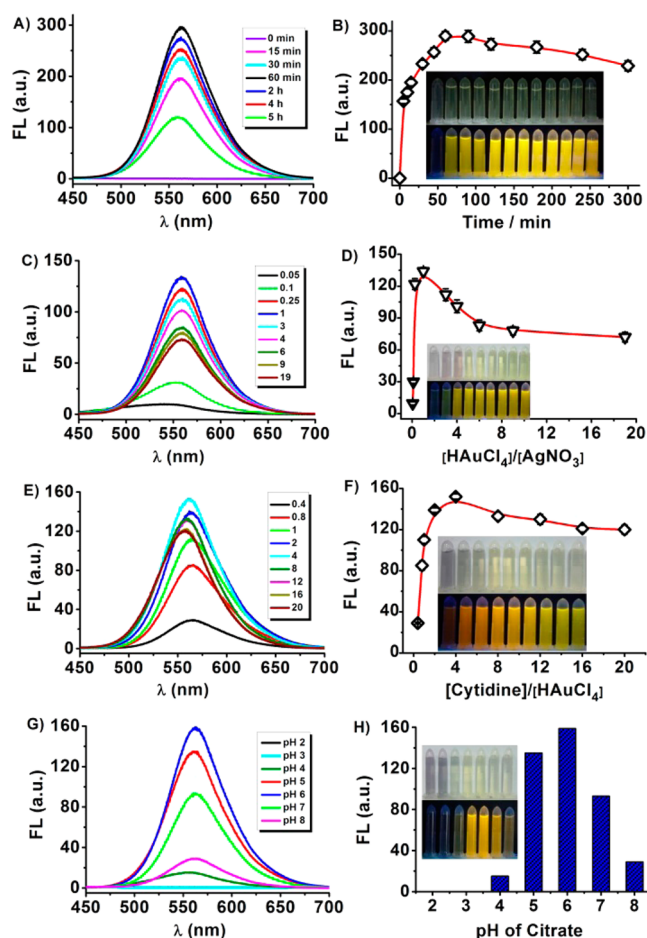 A)
300
250
200
150
100
50
0
FL (a.u.)
0 min
15 min
30 min
60 min
2 h
4 h
5 h
450 500 550 600 650 700
λ (nm)
B)
300
200
100
0
FL (a.u.)
0 50 100 150 200 250 300
Time / min
C)
150
100
50
0
FL (a.u.)
0.05
0.1
0.25
1
3
4
6
9
19
450 500 550 600 650 700
λ (nm)
D)
150
120
90
60
30
0
FL (a.u.)
0 4 8 12 16 20
[HAuCl4]/[AgNO3]
E)
160
120
80
40
0
FL (a.u.)
0.4
0.8
1
2
4
8
12
16
20
450 500 550 600 650 700
λ (nm)
F)
160
120
80
40
0
FL (a.u.)
0 4 8 12 16 20
[Cytidine]/[HAuCl4]
G)
160
120
80
40
0
FL (a.u.)
pH 2
pH 3
pH 4
pH 5
pH 6
pH 7
pH 8
450 500 550 600 650 700
λ (nm)
H)
160
120
80
40
0
FL (a.u.)
2 3 4 5 6 7 8
pH of Citrate